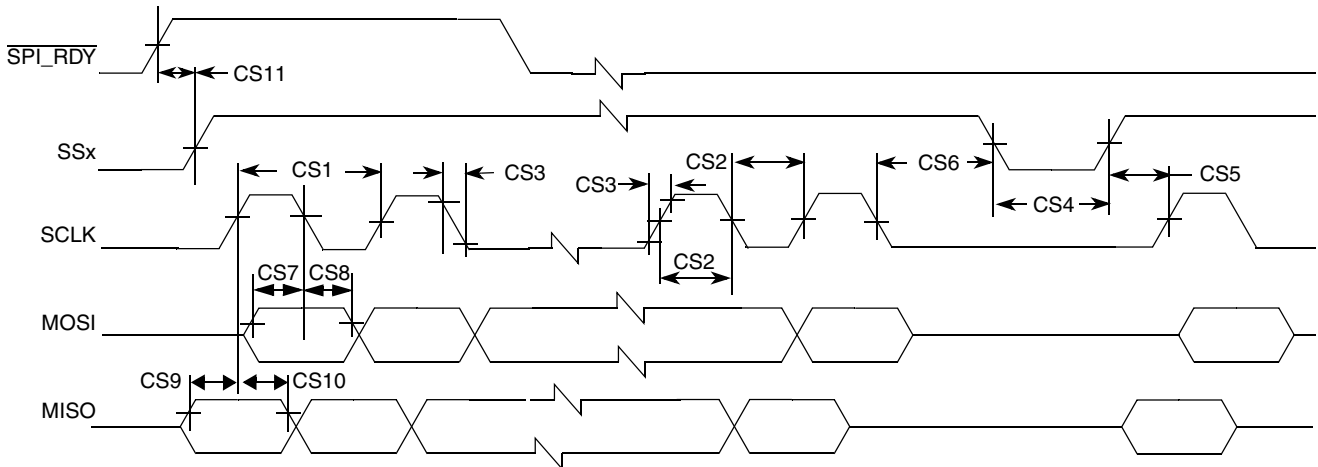 SPI_RDY
CS11
SSx
CS1
CS3
CS3
CS2
CS6
CS4
CS5
SCLK
CS2
CS7
CS8
MOSI
CS9
CS10
MISO